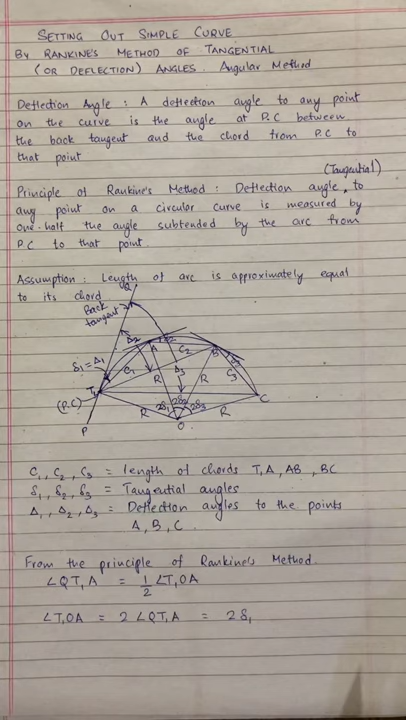 SETTING OUT SIMPLE CURVE
BY RANKINE'S METHOD OF TANGENTIAL
(OR DEFLECTION) ANGLES. Angular Method
Deflection Angle : A deflection angle to any point
on the curve is the angle at P.C between
the back tangent and the chord from P.C to
that point
(Tangential)
Principle of Rankine's Method : Deflection angle, to
any point on a circular curve is measured by
one-half the angle subtended by the arc from
P.C to that point
Assumption : Length of arc is approximately equal
to its chord
Q
Back
tangent
Δ2
A
δ2
C2
B
δ3
δ1 = Δ1
C1
R
Δ3
R
C3
T1
(P.C)
C
R
2δ1
2δ2
2δ3
R
P
O
C1, C2, C3 = length of chords T1A, AB, BC
δ1, δ2, δ3 = Tangential angles
Δ1, Δ2, Δ3 = Deflection angles to the points
A, B, C.
From the principle of Rankine's Method
∠QT1A = 1/2 ∠T1OA
∠T1OA = 2 ∠QT1A = 2δ1